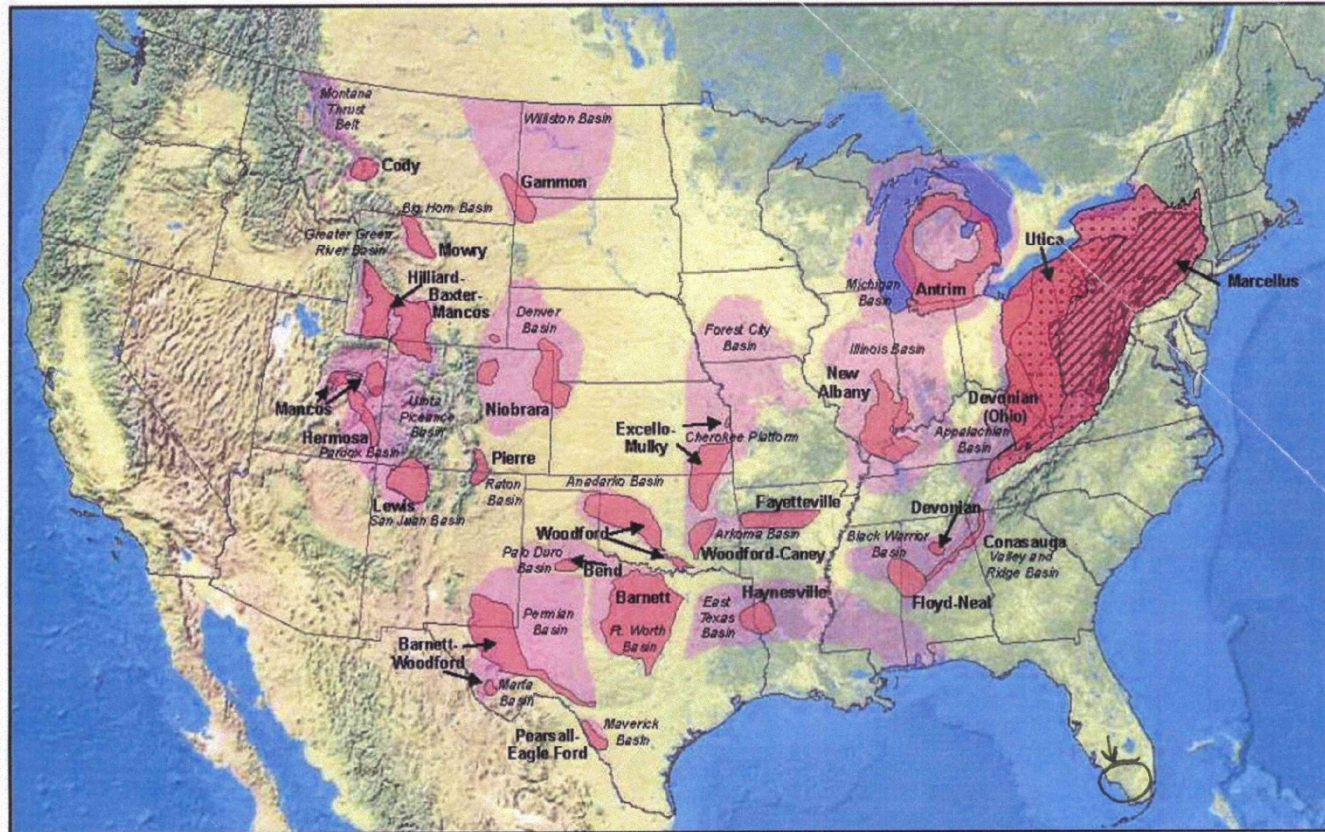 Montana
Thrust
Belt
Cody
Williston Basin
Gammon
Big Horn Basin
Greater Green
River Basin
Mowry
Hilliard-
Baxter-
Mancos
Denver
Basin
Niobrara
Mancos
Uinta
Piceance
Basin
Hermosa
Paradox Basin
Lewis
San Juan Basin
Pierre
Raton
Basin
Anadarko Basin
Forest City
Basin
Excello-
Mulky
Cherokee Platform
Michigan
Basin
Antrim
Illinois Basin
New
Albany
Utica
Marcellus
Devonian
(Ohio)
Appalachian
Basin
Woodford
Woodford-Caney
Fayetteville
Arkoma Basin
Palo Duro
Basin
Bend
Barnett
Ft. Worth
Basin
Permian
Basin
Barnett-
Woodford
Marfa
Basin
Pearsall-
Eagle Ford
Maverick
Basin
East
Texas
Basin
Haynesville
Black Warrior
Basin
Devonian
Conasauga
Valley and
Ridge Basin
Floyd-Neal